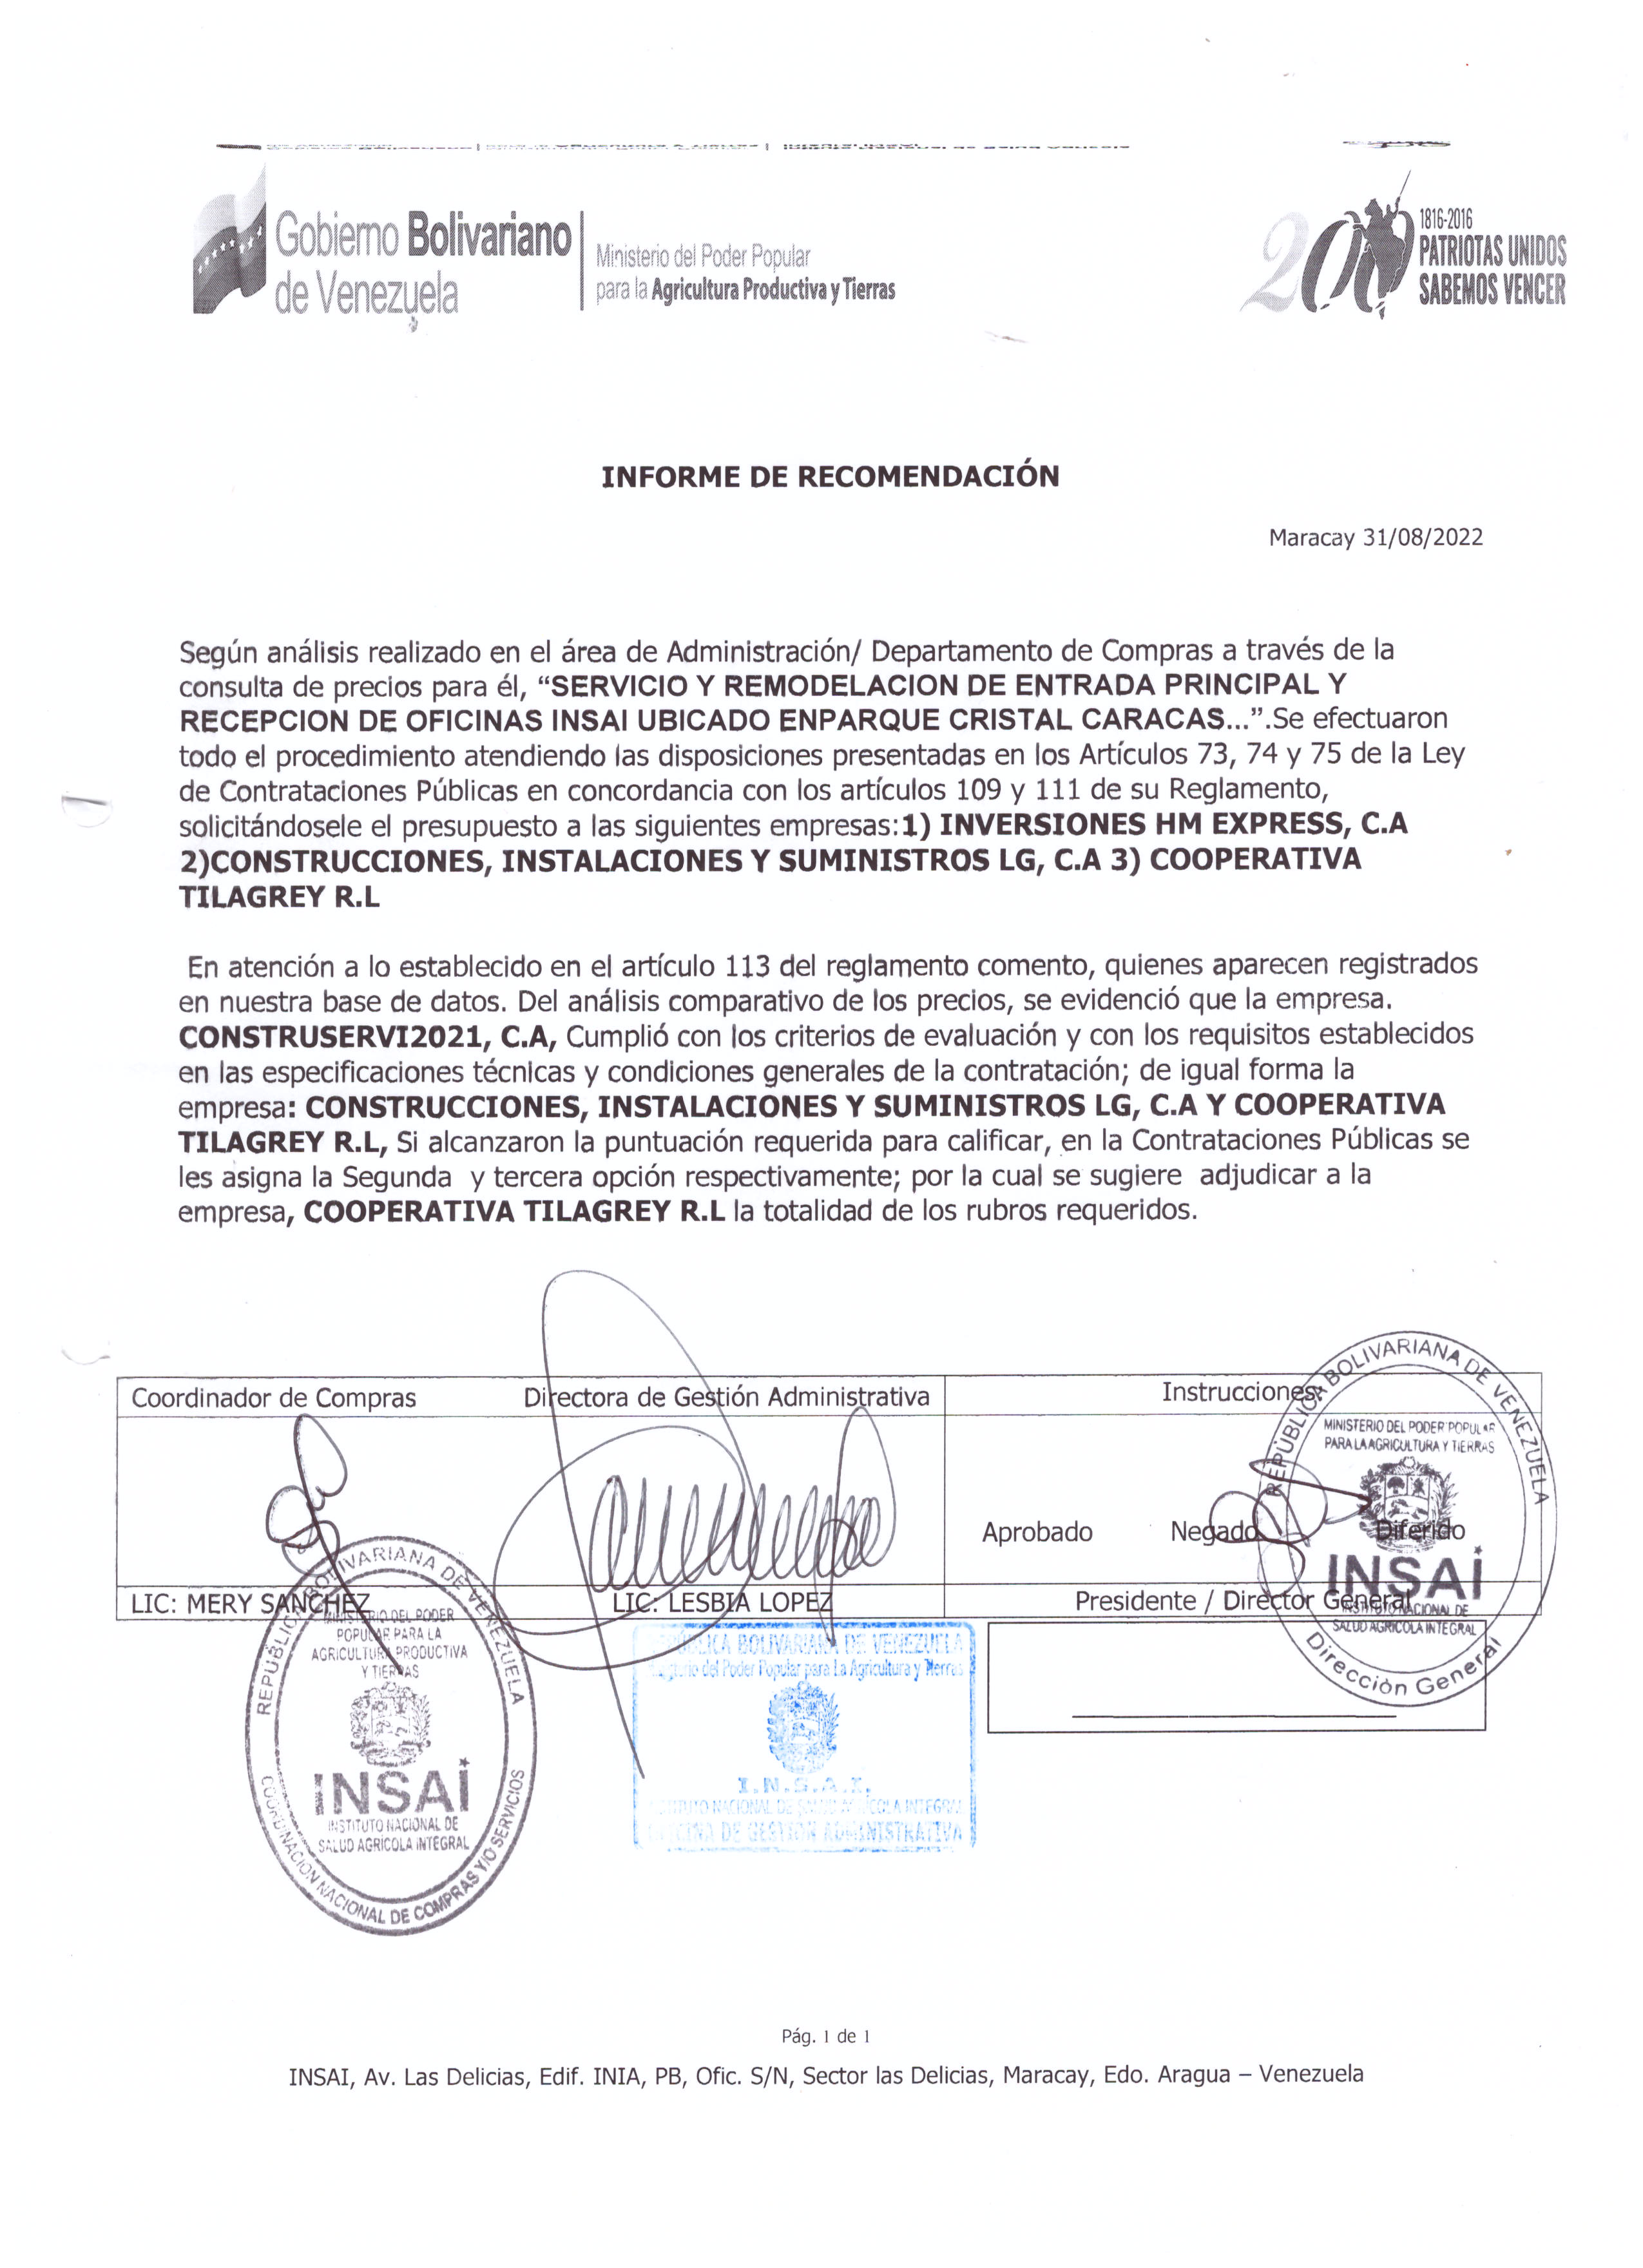 Gobierno Bolivariano
de Venezuela
Ministerio del Poder Popular
para la Agricultura Productiva y Tierras
200
1816-2016
PATRIOTAS UNIDOS
SABEMOS VENCER
INFORME DE RECOMENDACIÓN
Maracay 31/08/2022
Según análisis realizado en el área de Administración/ Departamento de Compras a través de la
consulta de precios para él, “SERVICIO Y REMODELACION DE ENTRADA PRINCIPAL Y
RECEPCION DE OFICINAS INSAI UBICADO ENPARQUE CRISTAL CARACAS...”.Se efectuaron
todo el procedimiento atendiendo las disposiciones presentadas en los Artículos 73, 74 y 75 de la Ley
de Contrataciones Públicas en concordancia con los artículos 109 y 111 de su Reglamento,
solicitándosele el presupuesto a las siguientes empresas:1) INVERSIONES HM EXPRESS, C.A
2)CONSTRUCCIONES, INSTALACIONES Y SUMINISTROS LG, C.A 3) COOPERATIVA
TILAGREY R.L
En atención a lo establecido en el artículo 113 del reglamento comento, quienes aparecen registrados
en nuestra base de datos. Del análisis comparativo de los precios, se evidenció que la empresa.
CONSTRUSERVI2021, C.A, Cumplió con los criterios de evaluación y con los requisitos establecidos
en las especificaciones técnicas y condiciones generales de la contratación; de igual forma la
empresa: CONSTRUCCIONES, INSTALACIONES Y SUMINISTROS LG, C.A Y COOPERATIVA
TILAGREY R.L, Si alcanzaron la puntuación requerida para calificar, en la Contrataciones Públicas se
les asigna la Segunda y tercera opción respectivamente; por la cual se sugiere adjudicar a la
empresa, COOPERATIVA TILAGREY R.L la totalidad de los rubros requeridos.
Coordinador de Compras Directora de Gestión Administrativa Instrucciones:
Aprobado Negado Diferido
LIC: MERY SANCHEZ LIC: LESBIA LOPEZ Presidente / Director General
REPÚBLICA BOLIVARIANA DE VENEZUELA
MINISTERIO DEL PODER POPULAR
PARA LA AGRICULTURA Y TIERRAS
INSAI
INSTITUTO NACIONAL DE
SALUD AGRICOLA INTEGRAL
Dirección General
REPUBLICA BOLIVARIANA DE VENEZUELA
MINISTERIO DEL PODER
POPULAR PARA LA
AGRICULTURA PRODUCTIVA
Y TIERRAS
INSAI
INSTITUTO NACIONAL DE
SALUD AGRICOLA INTEGRAL
COORDINACION NACIONAL DE COMPRAS Y/O SERVICIOS
REPUBLICA BOLIVARIANA DE VENEZUELA
Ministerio del Poder Popular para La Agricultura y Tierras
I.N.S.A.I.
INSTITUTO NACIONAL DE SALUD AGRICOLA INTEGRAL
OFICINA DE GESTION ADMINISTRATIVA
Pág. 1 de 1
INSAI, Av. Las Delicias, Edif. INIA, PB, Ofic. S/N, Sector las Delicias, Maracay, Edo. Aragua – Venezuela